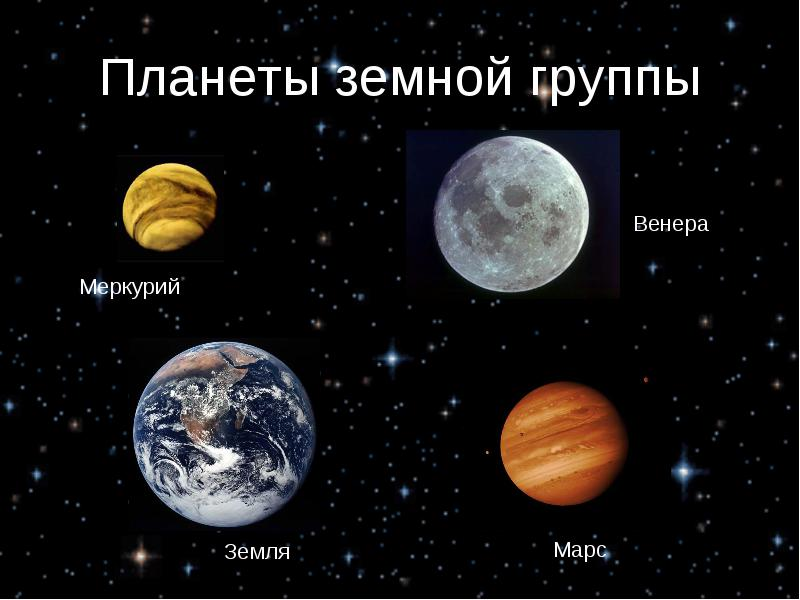 Планеты земной группы
Венера
Меркурий
Земля
Марс